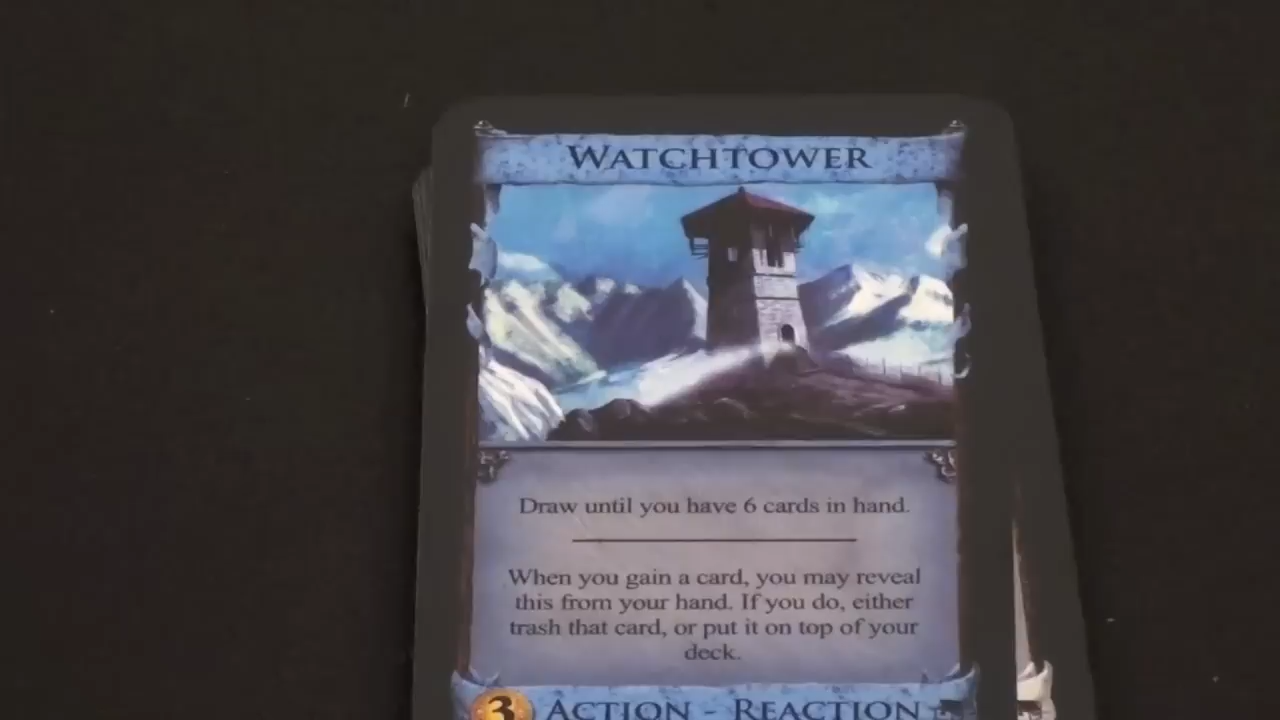 WATCHTOWER
Draw until you have 6 cards in hand.
When you gain a card, you may reveal
this from your hand. If you do, either
trash that card, or put it on top of your
deck.
3 ACTION - REACTION